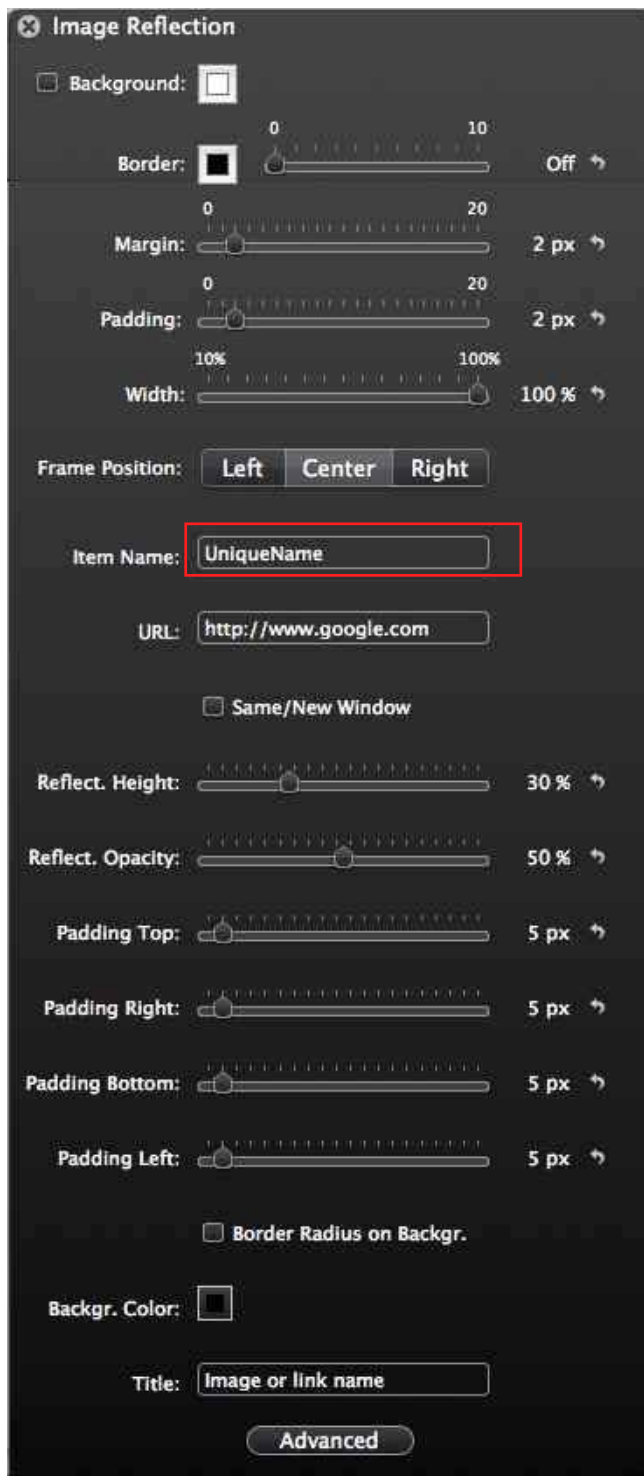 Image Reflection
Background:
0 10
Border: Off
0 20
Margin: 2 px
0 20
Padding: 2 px
10% 100%
Width: 100 %
Frame Position: Left Center Right
Item Name: UniqueName
URL: http://www.google.com
Same/New Window
Reflect. Height: 30 %
Reflect. Opacity: 50 %
Padding Top: 5 px
Padding Right: 5 px
Padding Bottom: 5 px
Padding Left: 5 px
Border Radius on Backgr.
Backgr. Color:
Title: Image or link name
Advanced